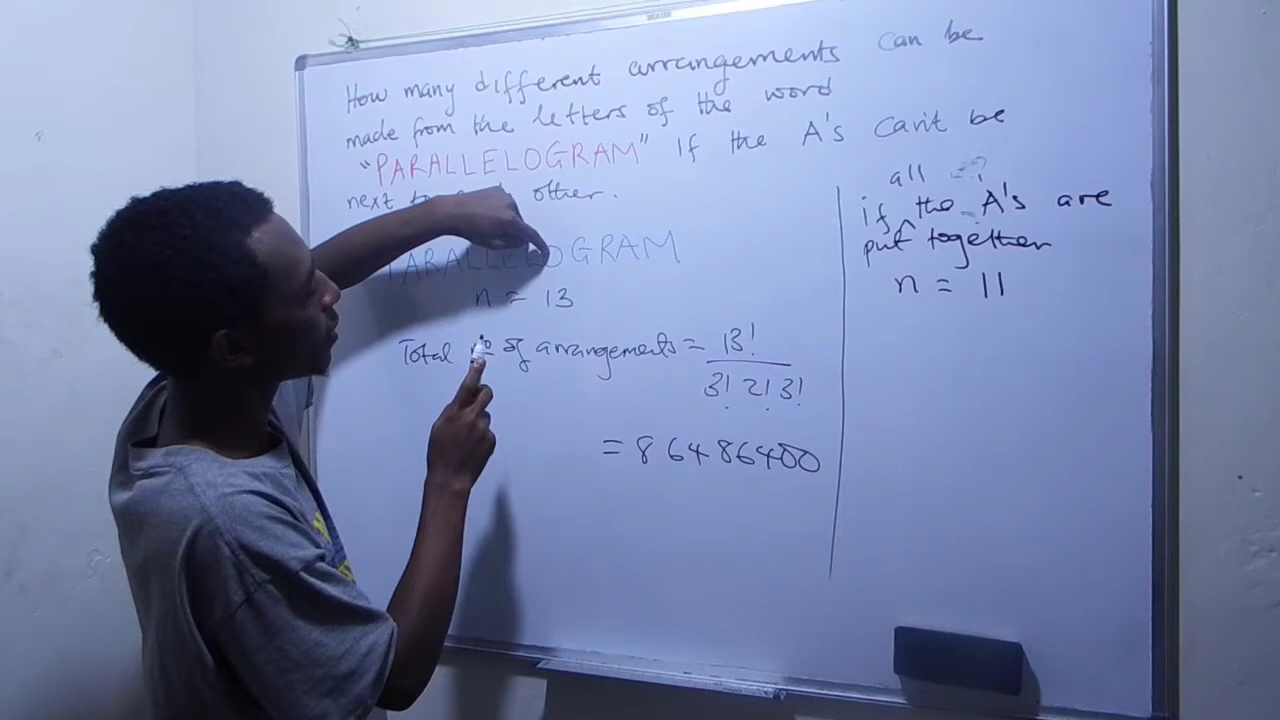 How many different arrangements can be
made from the letters of the word
"PARALLELOGRAM" if the A's can't be
next other.
PARALLELOGRAM
n = 13
Total № of arrangements = 13!
3! 2! 3!
= 86486400
all
if ^ the A's are
put together
n = 11